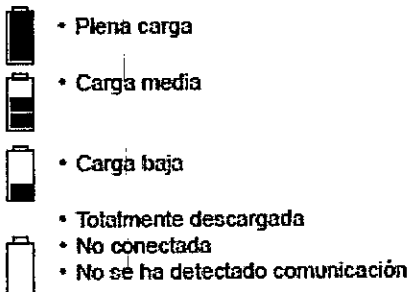 • Plena carga
• Carga media
• Carga baja
• Totalmente descargada
• No conectada
• No se ha detectado comunicación